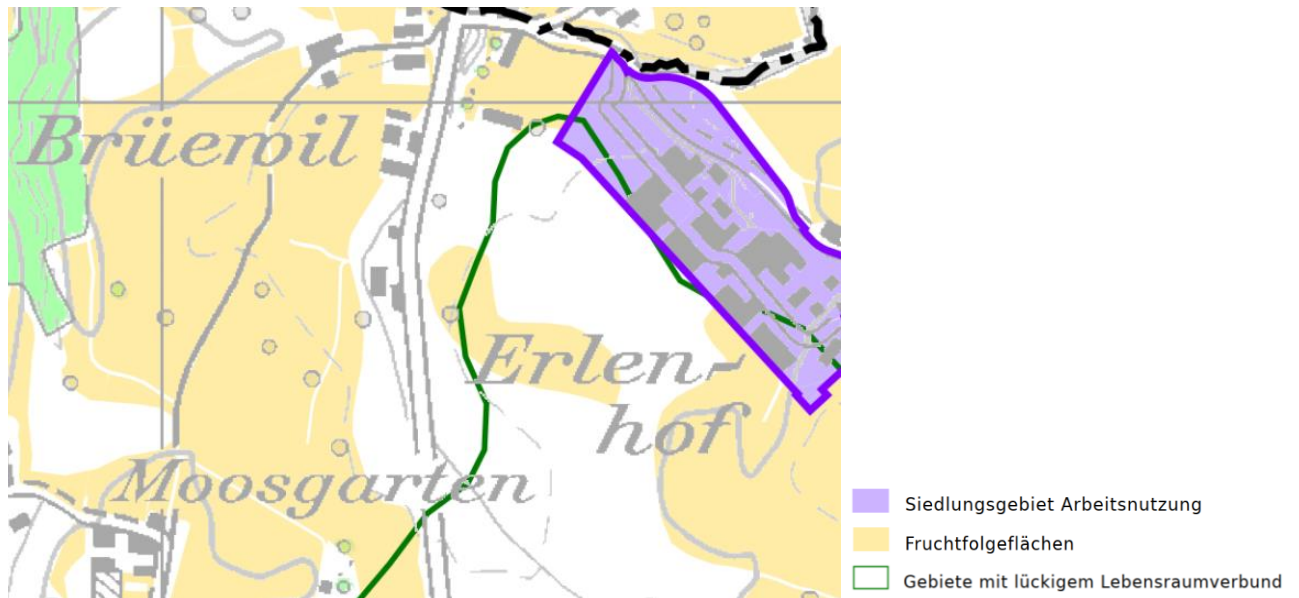 Brüewil
Erlen-
hof
Moosgarten
Siedlungsgebiet Arbeitsnutzung
Fruchtfolgeflächen
Gebiete mit lückigem Lebensraumverbund